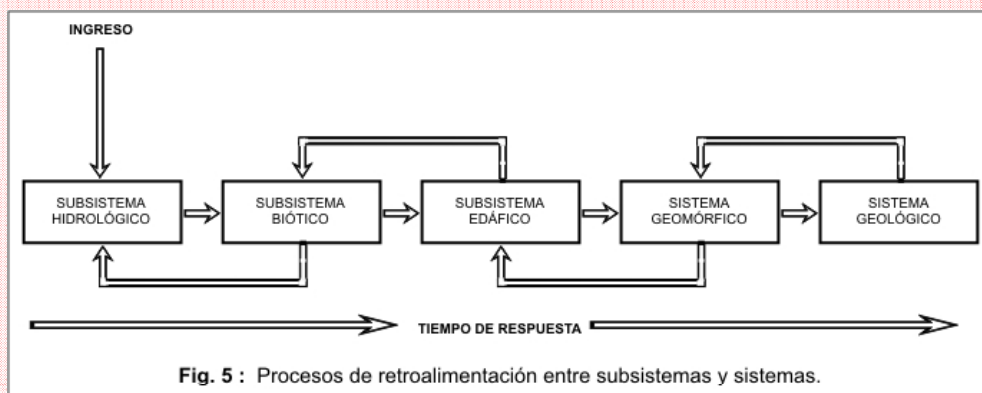 INGRESO
SUBSISTEMA
HIDROLÓGICO
SUBSISTEMA
BIÓTICO
SUBSISTEMA
EDÁFICO
SISTEMA
GEOMÓRFICO
SISTEMA
GEOLÓGICO
TIEMPO DE RESPUESTA
Fig. 5 : Procesos de retroalimentación entre subsistemas y sistemas.